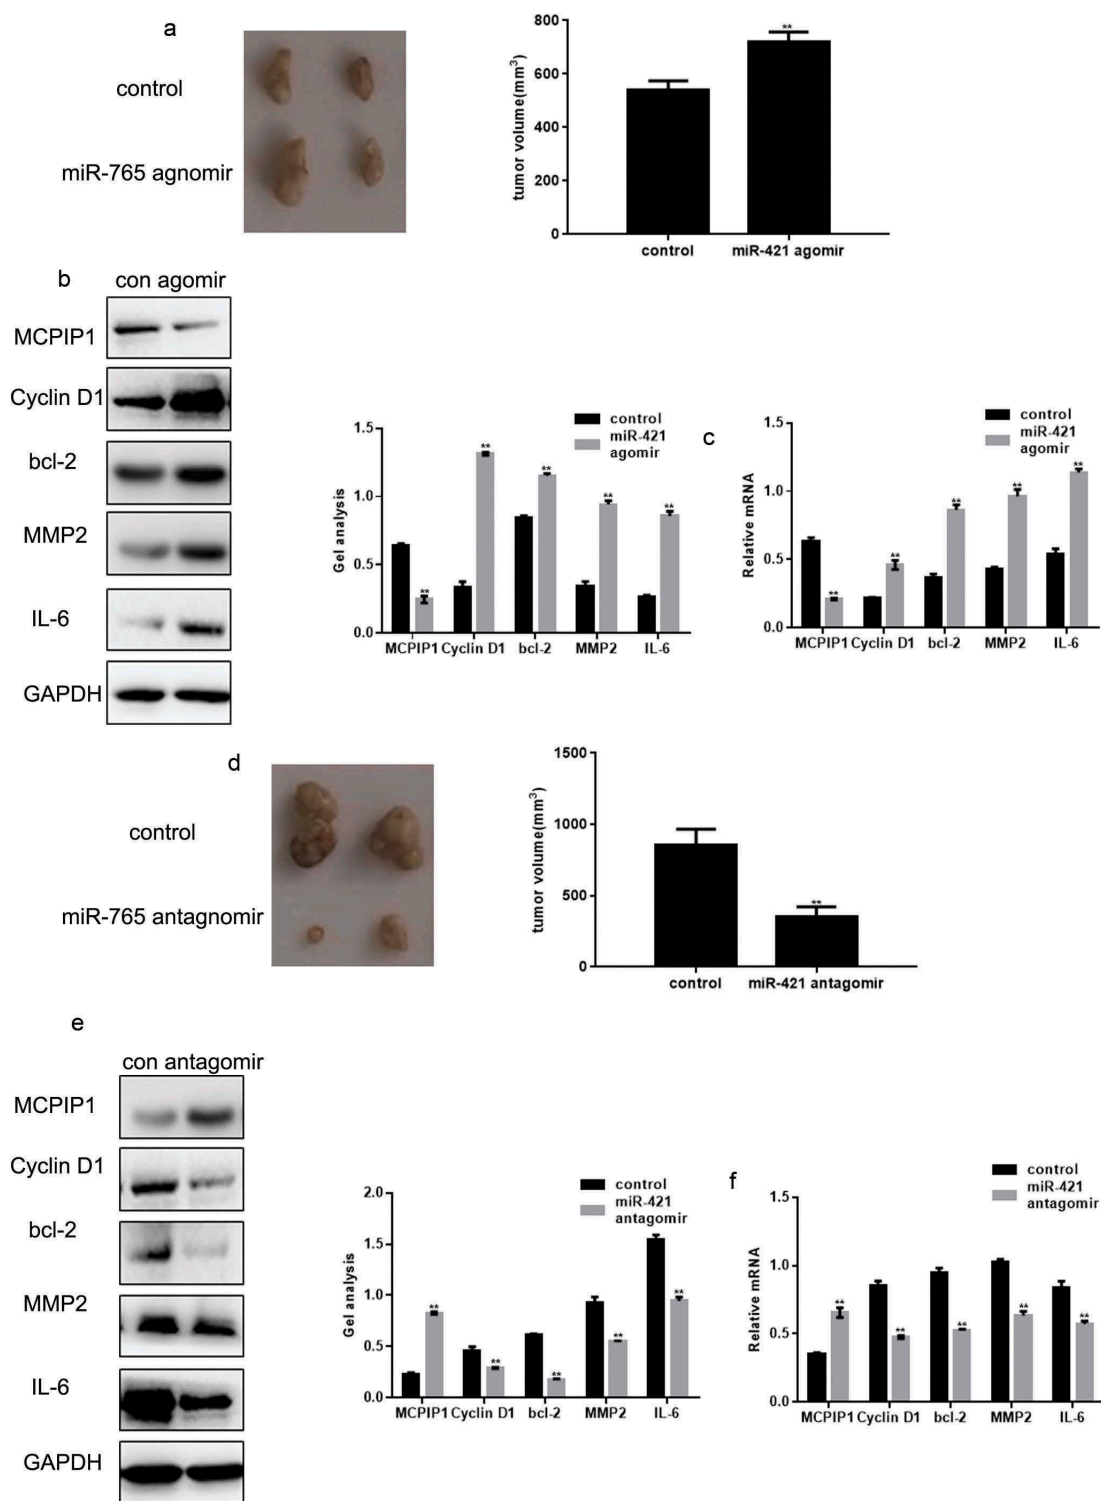 a
control
miR-765 agnomir
800
600
400
200
0
tumor volume(mm3)
**
control
miR-421 agomir
b
con agomir
MCPIP1
Cyclin D1
bcl-2
MMP2
IL-6
GAPDH
control
miR-421
agomir
1.5
1.0
0.5
0.0
Gel analysis
**
**
**
**
**
MCPIP1 Cyclin D1 bcl-2 MMP2 IL-6
c
control
miR-421
agomir
1.5
1.0
0.5
0.0
Relative mRNA
**
**
**
**
**
MCPIP1 Cyclin D1 bcl-2 MMP2 IL-6
d
control
miR-765 antagnomir
1500
1000
500
0
tumor volume(mm3)
**
control
miR-421 antagomir
e
con antagomir
MCPIP1
Cyclin D1
bcl-2
MMP2
IL-6
GAPDH
control
miR-421
antagomir
2.0
1.5
1.0
0.5
0.0
Gel analysis
**
**
**
**
**
MCPIP1 Cyclin D1 bcl-2 MMP2 IL-6
f
control
miR-421
antagomir
1.5
1.0
0.5
0.0
Relative mRNA
**
**
**
**
**
MCPIP1 Cyclin D1 bcl-2 MMP2 IL-6